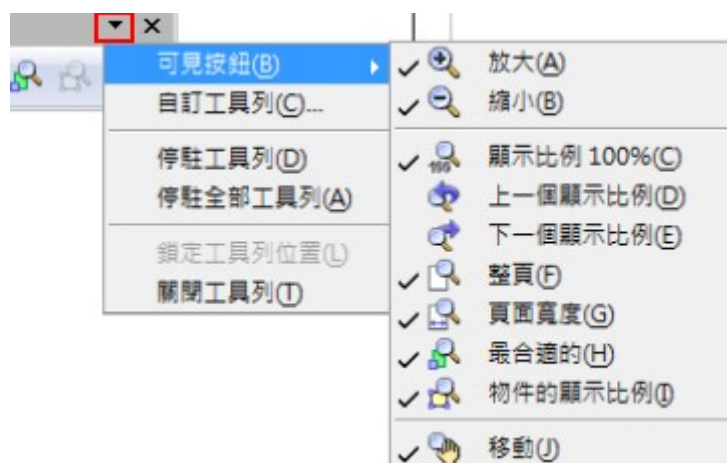 可見按鈕(B)
自訂工具列(C)...
停駐工具列(D)
停駐全部工具列(A)
鎖定工具列位置(L)
關閉工具列(T)
放大(A)
縮小(B)
顯示比例 100%(C)
上一個顯示比例(D)
下一個顯示比例(E)
整頁(F)
頁面寬度(G)
最合適的(H)
物件的顯示比例(I)
移動(J)